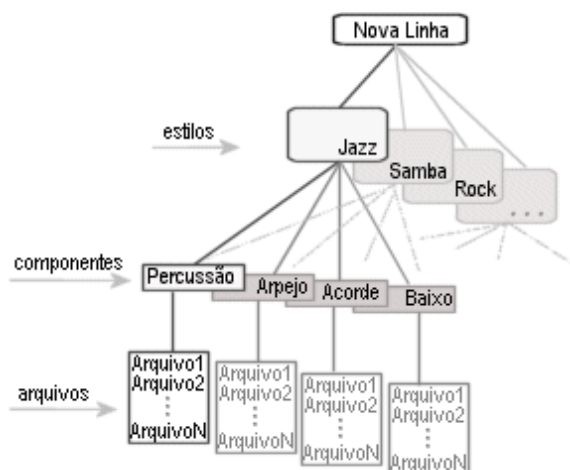 Nova Linha
estilos
Jazz
Samba
Rock
...
componentes
Percussão
Arpejo
Acorde
Baixo
arquivos
Arquivo1
Arquivo2
⋮
ArquivoN
Arquivo1
Arquivo2
⋮
ArquivoN
Arquivo1
Arquivo2
⋮
ArquivoN
Arquivo1
Arquivo2
⋮
ArquivoN